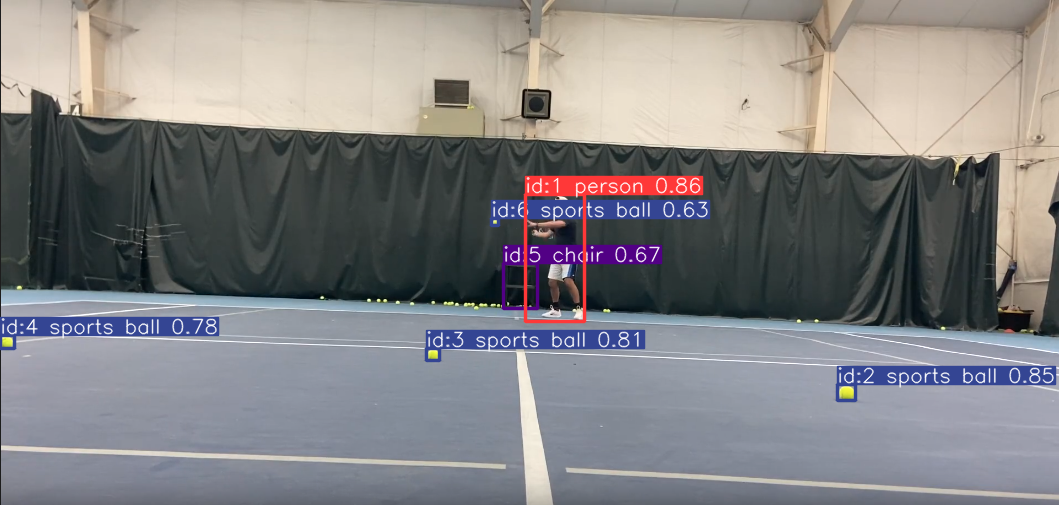 id:1 person 0.86
id:6 sports ball 0.63
id:5 chair 0.67
id:4 sports ball 0.78
id:3 sports ball 0.81
id:2 sports ball 0.85